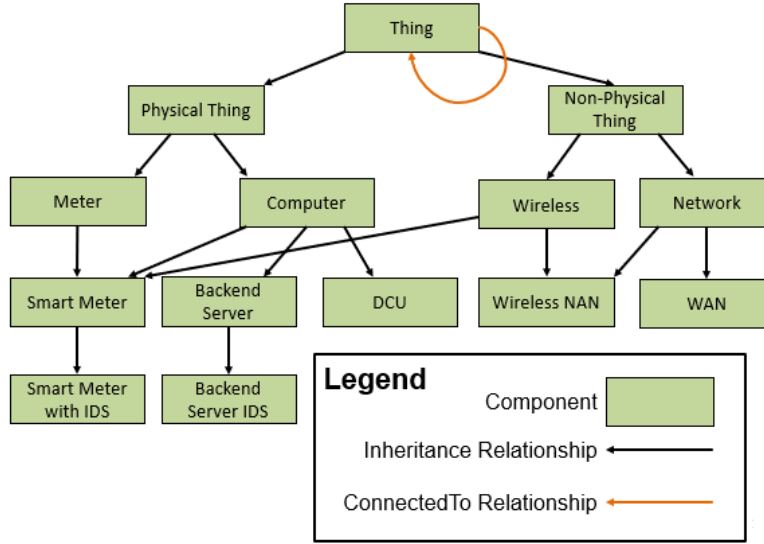 Thing
Physical Thing
Non-Physical
Thing
Meter
Computer
Wireless
Network
Smart Meter
Backend
Server
DCU
Wireless NAN
WAN
Smart Meter
with IDS
Backend
Server IDS
Legend
Component
Inheritance Relationship
ConnectedTo Relationship